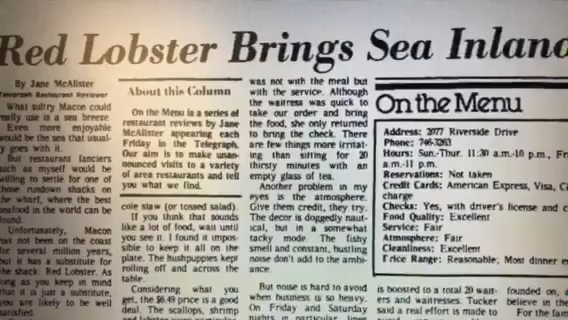 Red Lobster Brings Sea Inland
By Jane McAlister
Telegraph Restaurant Reviewer
What sultry Macon could
really use is a sea breeze.
Even more enjoyable
would be the sea that usual-
ly goes with it.
But restaurant fanciers
such as myself would be
willing to settle for one of
those rundown shacks on
the wharf, where the best
seafood in the world can be
found.
Unfortunately, Macon
has not been on the coast
for several million years,
but it has a substitute for
the shack: Red Lobster. As
long as you keep in mind
that it is just a substitute,
you are likely to be well
satisfied.
About this Column
On the Menu is a series of
restaurant reviews by Jane
McAlister appearing each
Friday in the Telegraph.
Our aim is to make unan-
nounced visits to a variety of
area restaurants and tell
you what we find.
cole slaw (or tossed salad).
If you think that sounds
like a lot of food, wait until
you see it. I found it impos-
sible to keep it all on the
plate. The hushpuppies kept
rolling off and across the
table.
Considering what you
get, the $6.49 price is a good
deal. The scallops, shrimp
and lobster were particular-
was not with the meal but
with the service. Although
the waitress was quick to
take our order and bring
the food, she only returned
to bring the check. There
are few things more irritat-
ing than sitting for 20
thirsty minutes with an
empty glass of tea.
Another problem in my
eyes is the atmosphere.
Give them credit, they try.
The decor is doggedly naut-
ical, but in a somewhat
tacky mode. The fishy
smell and constant, bustling
noise don't add to the ambi-
ance.
But noise is hard to avoid
when business is so heavy.
On Friday and Saturday
nights in particular, lines
On the Menu
Address: 2077 Riverside Drive
Phone: 746-3263
Hours: Sun.-Thur. 11:30 a.m.-10 p.m., Fri
a.m.-11 p.m.
Reservations: Not taken
Credit Cards: American Express, Visa,
charge
Checks: Yes, with driver's license and
Food Quality: Excellent
Service: Fair
Atmosphere: Fair
Cleanliness: Excellent
Price Range: Reasonable; Most dinner
is boosted to a total 20 wait-
ers and waitresses. Tucker
said a real effort is made to
founded on,
believe in the
For the